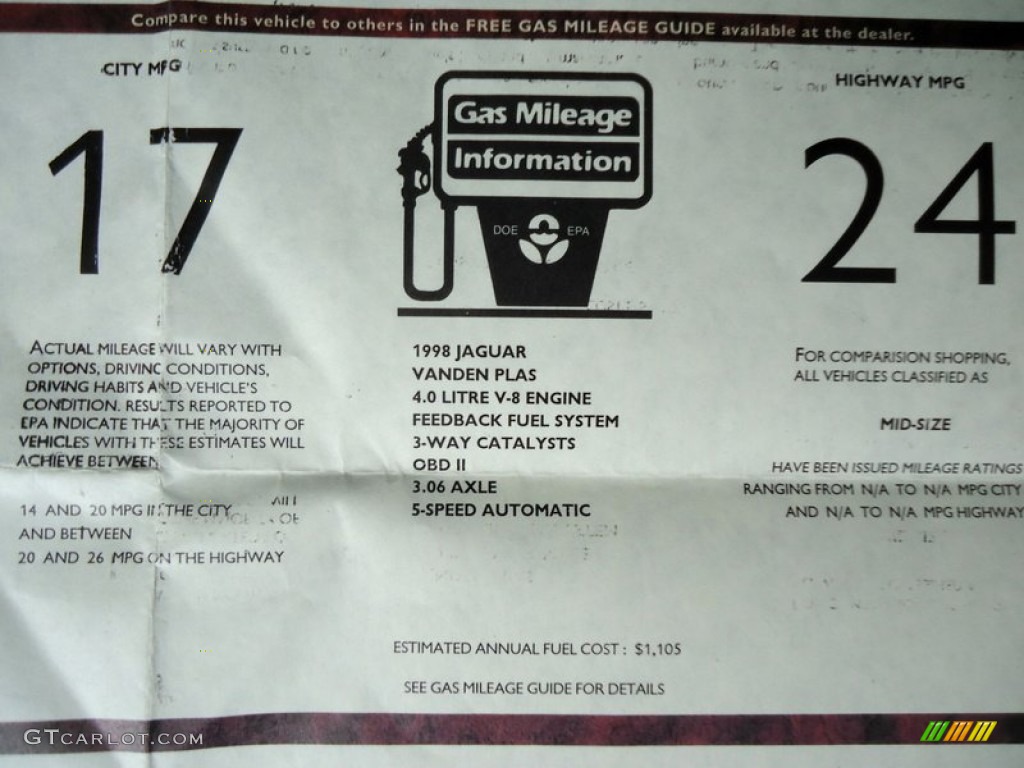 Compare this vehicle to others in the FREE GAS MILEAGE GUIDE available at the dealer.
CITY MPG
HIGHWAY MPG
Gas Mileage
Information
17
24
DOE EPA
ACTUAL MILEAGE WILL VARY WITH
OPTIONS, DRIVING CONDITIONS,
DRIVING HABITS AND VEHICLE'S
CONDITION. RESULTS REPORTED TO
EPA INDICATE THAT THE MAJORITY OF
VEHICLES WITH THESE ESTIMATES WILL
ACHIEVE BETWEEN
14 AND 20 MPG IN THE CITY
AND BETWEEN
20 AND 26 MPG ON THE HIGHWAY
1998 JAGUAR
VANDEN PLAS
4.0 LITRE V-8 ENGINE
FEEDBACK FUEL SYSTEM
3-WAY CATALYSTS
OBD II
3.06 AXLE
5-SPEED AUTOMATIC
FOR COMPARISION SHOPPING,
ALL VEHICLES CLASSIFIED AS
MID-SIZE
HAVE BEEN ISSUED MILEAGE RATINGS
RANGING FROM N/A TO N/A MPG CITY
AND N/A TO N/A MPG HIGHWAY
ESTIMATED ANNUAL FUEL COST : $1,105
SEE GAS MILEAGE GUIDE FOR DETAILS
GTCARLOT.COM